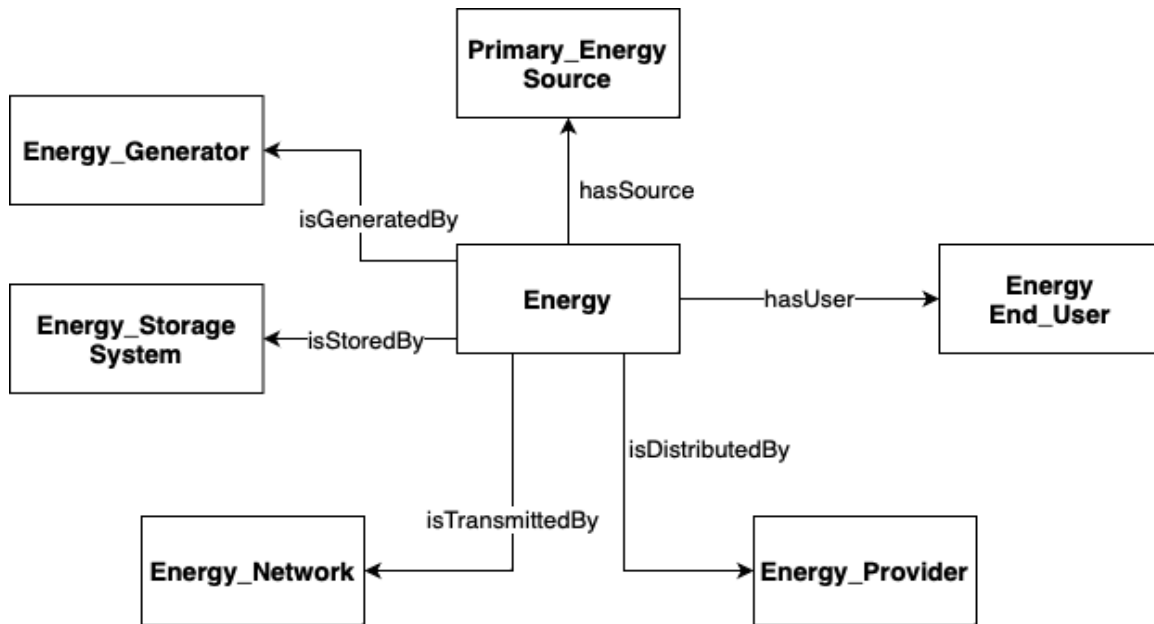 Primary_Energy
Source
Energy_Generator
hasSource
isGeneratedBy
Energy
Energy
End_User
hasUser
Energy_Storage
System
isStoredBy
isDistributedBy
isTransmittedBy
Energy_Network
Energy_Provider